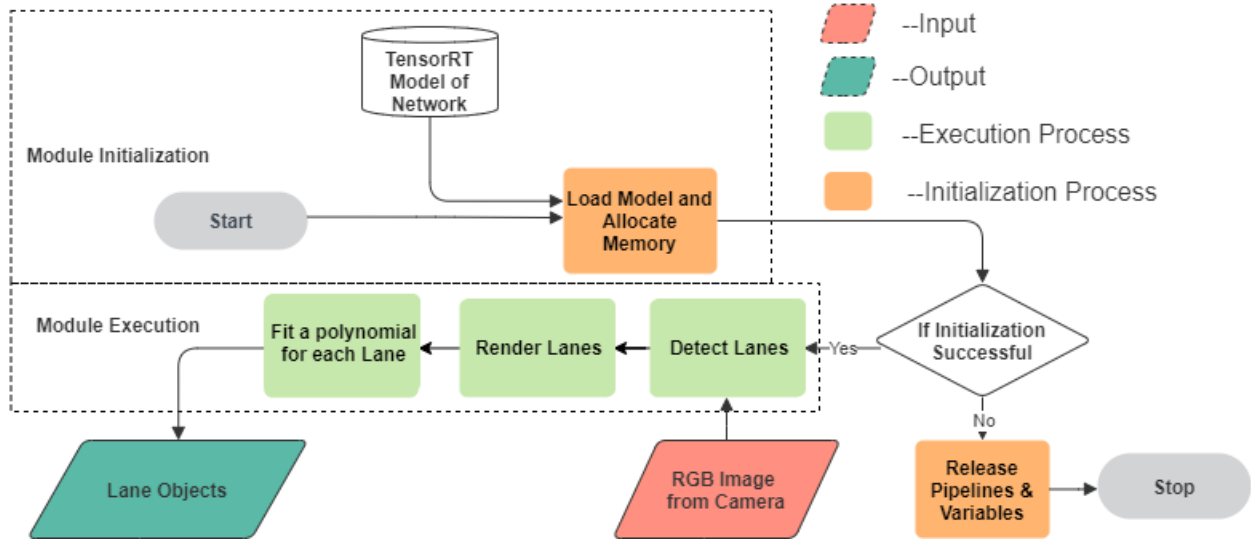 TensorRT
Model of
Network
Module Initialization
Start
Load Model and
Allocate
Memory
--Input
--Output
--Execution Process
--Initialization Process
Module Execution
Fit a polynomial
for each Lane
Render Lanes
Detect Lanes
Yes
If Initialization
Successful
No
Lane Objects
RGB Image
from Camera
Release
Pipelines &
Variables
Stop